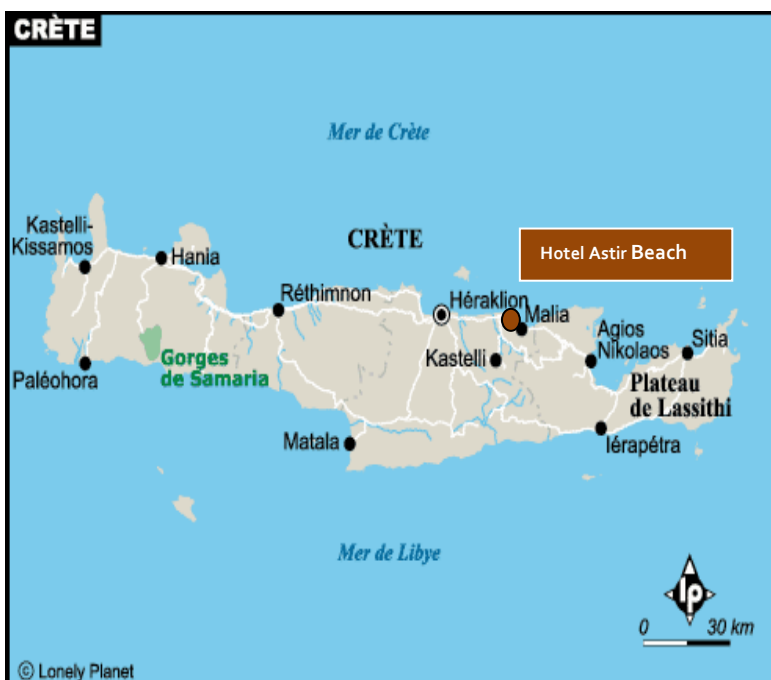 CRÈTE
Mer de Crète
Kastelli-
Kissamos
Hania
CRÈTE
Hotel Astir Beach
Réthimnon
Héraklion
Malia
Agios
Nikolaos
Sitia
Kastelli
Paléohora
Gorges
de Samaria
Plateau
de Lassithi
Matala
Iérapétra
Mer de Libye
lp
0 30 km
© Lonely Planet